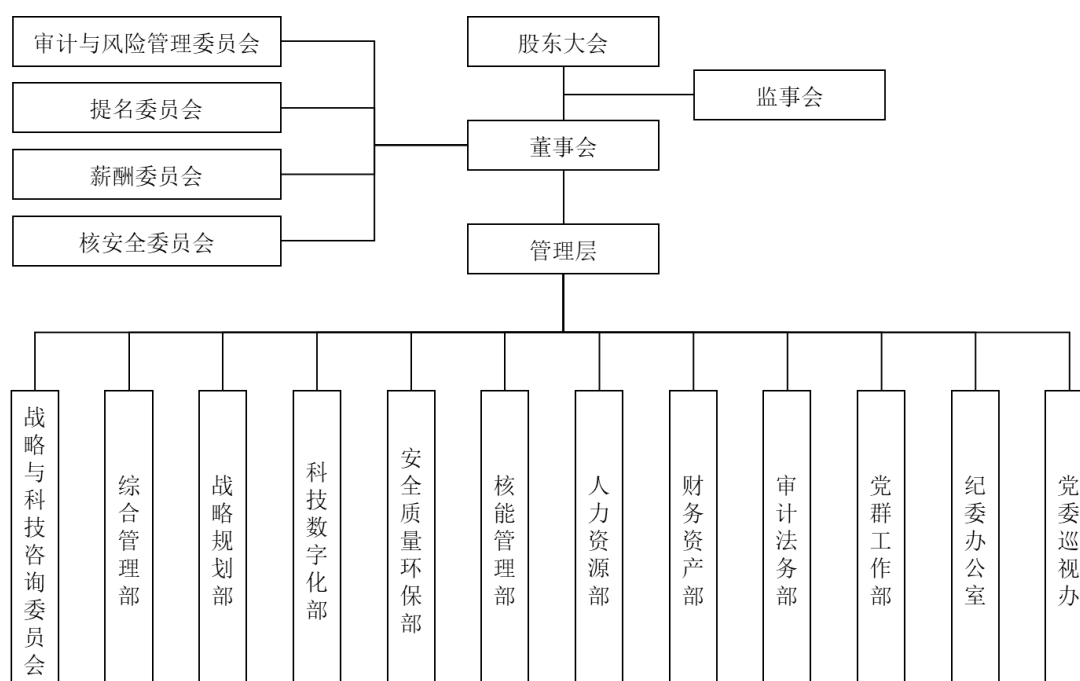 审计与风险管理委员会
股东大会
监事会
提名委员会
董事会
薪酬委员会
核安全委员会
管理层
战略与科技咨询委员会
综合管理部
战略规划部
科技数字化部
安全质量环保部
核能管理部
人力资源部
财务资产部
审计法务部
党群工作部
纪委办公室
党委巡视办